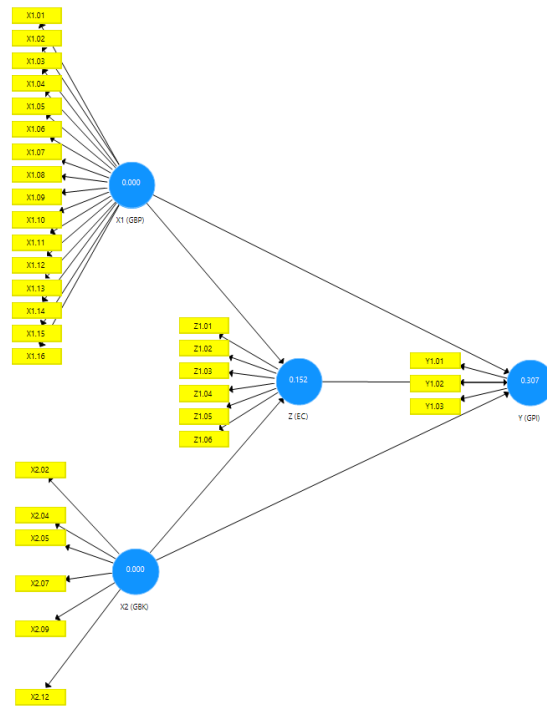 X1.01
X1.02
X1.03
X1.04
X1.05
X1.06
X1.07
X1.08
X1.09
X1.10
X1.11
X1.12
X1.13
X1.14
X1.15
X1.16
0.000
X1 (GBP)
Z1.01
Z1.02
Z1.03
Z1.04
Z1.05
Z1.06
0.152
Z (EC)
Y1.01
Y1.02
Y1.03
0.307
Y (GPI)
X2.02
X2.04
X2.05
X2.07
X2.09
X2.12
0.000
X2 (GBK)